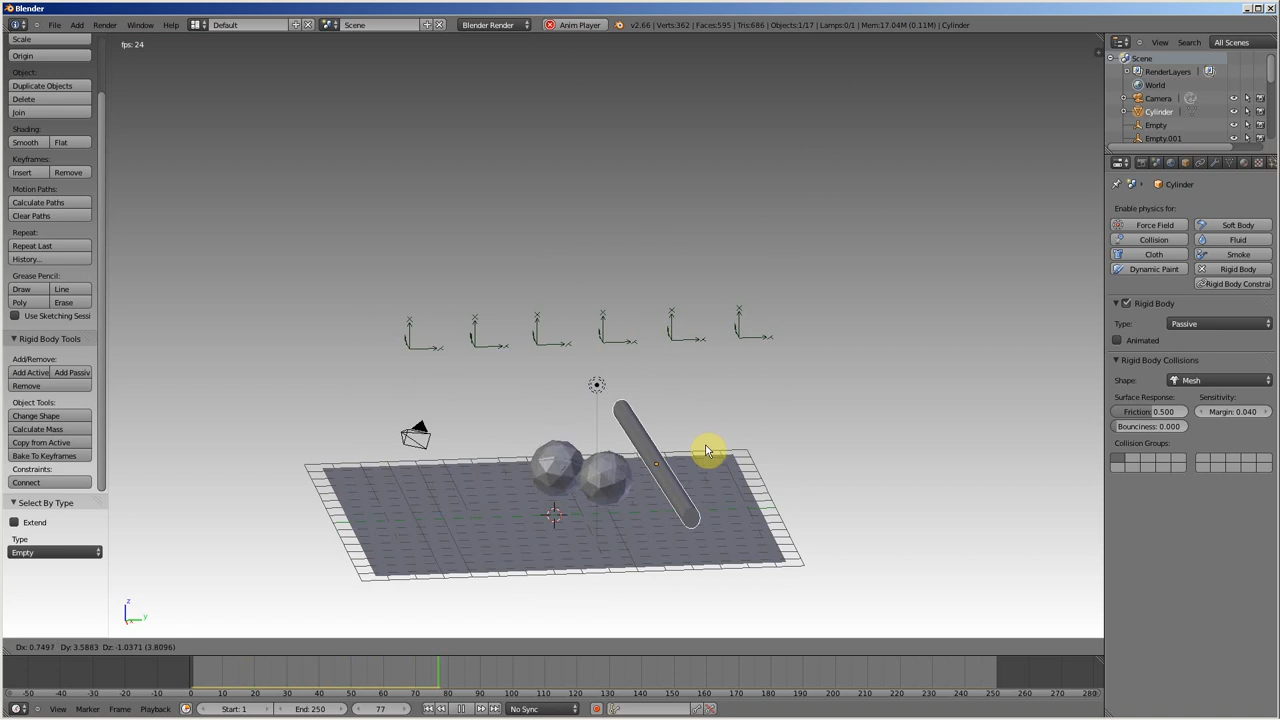 Blender
File Add Render Window Help Default Scene Blender Render Anim Player v2.66 | Verts:362 | Faces:595 | Tris:686 | Objects:1/17 | Lamps:0/1 | Mem:17.04M (0.11M) | Cylinder
fps: 24
View Search All Scenes
Scene
RenderLayers
World
Camera
Cylinder
Empty
Empty.001
Scale
Origin
Object:
Duplicate Objects
Delete
Join
Shading:
Smooth Flat
Keyframes:
Insert Remove
Motion Paths:
Calculate Paths
Clear Paths
Repeat:
Repeat Last
History...
Grease Pencil:
Draw Line
Poly Erase
Use Sketching Sessi
Rigid Body Tools
Add/Remove:
Add Active Add Passiv
Remove
Object Tools:
Change Shape
Calculate Mass
Copy from Active
Bake To Keyframes
Constraints:
Connect
Select By Type
Extend
Type
Empty
Cylinder
Enable physics for:
Force Field Soft Body
Collision Fluid
Cloth Smoke
Dynamic Paint Rigid Body
Rigid Body Constrai
Rigid Body
Type: Passive
Animated
Rigid Body Collisions
Shape: Mesh
Surface Response: Sensitivity:
Friction: 0.500 Margin: 0.040
Bounciness: 0.000
Collision Groups:
z
y
Dx: 0.7497 Dy: 3.5883 Dz: -1.0371 (3.8096)
-50 -40 -30 -20 -10 0 10 20 30 40 50 60 70 80 90 100 110 120 130 140 150 160 170 180 190 200 210 220 230 240 250 260 270 280
View Marker Frame Playback Start: 1 End: 250 77 No Sync